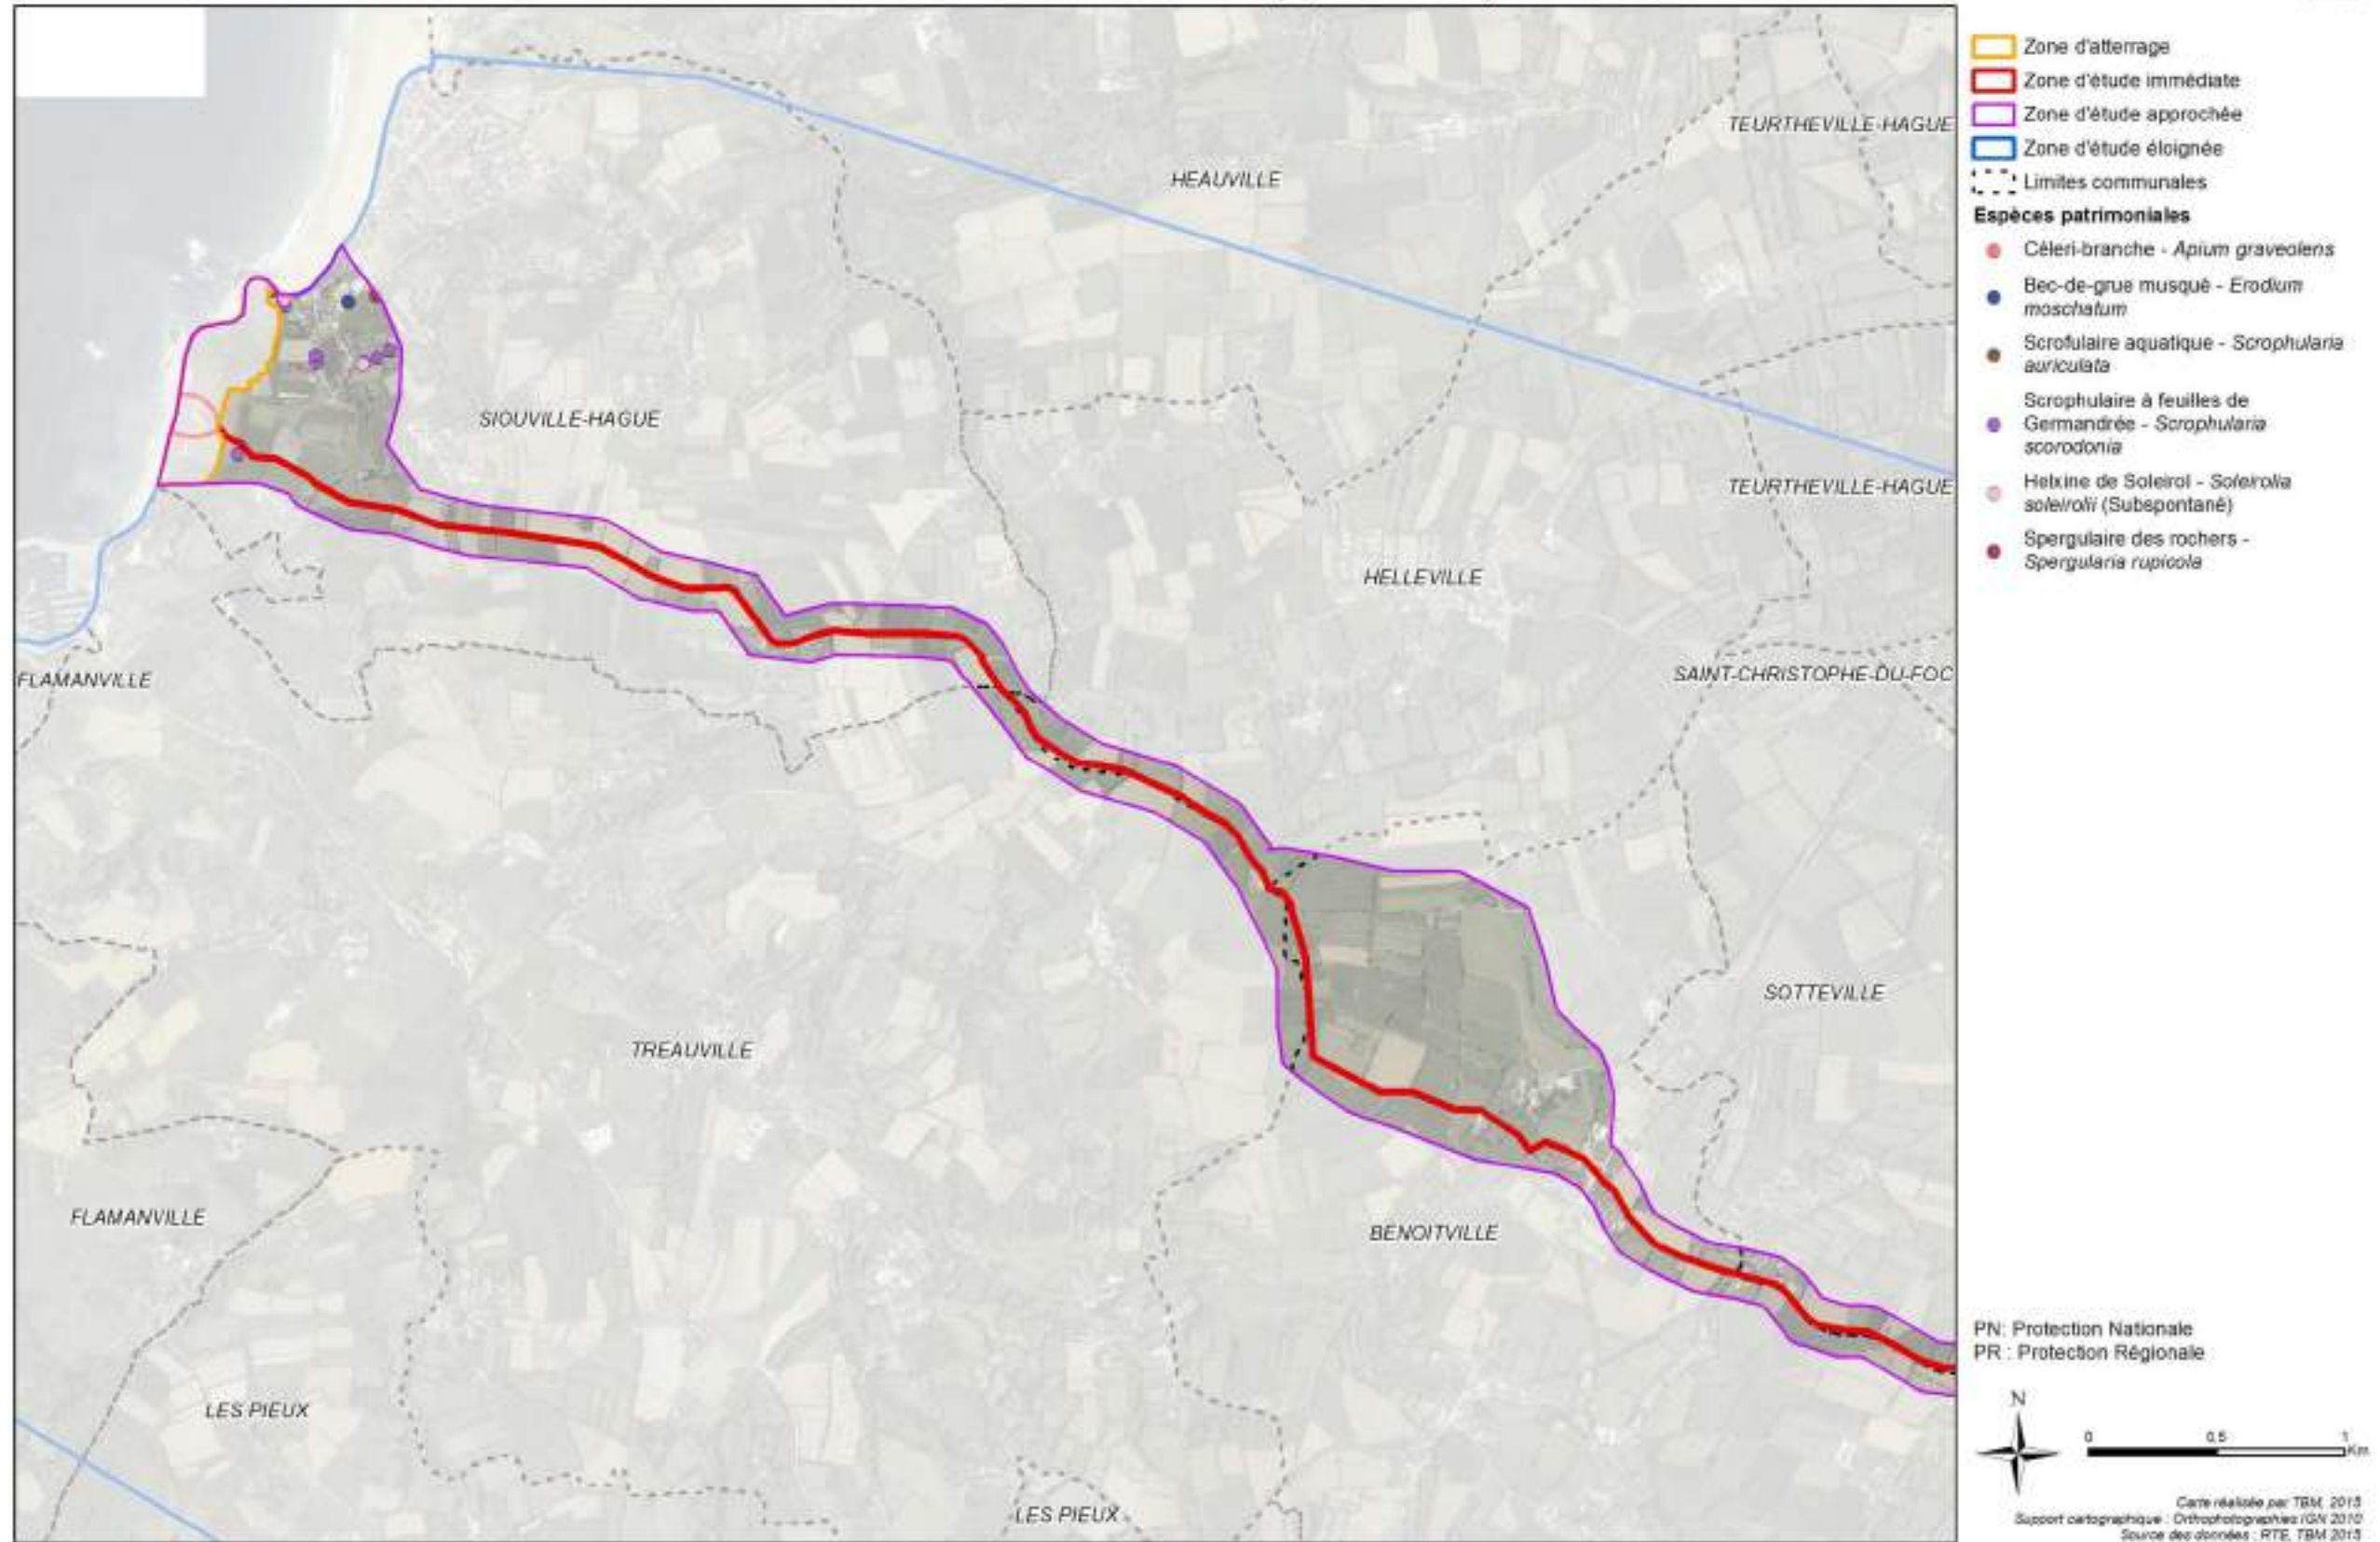 Zone d'atterrage
Zone d'étude immédiate
Zone d'étude approchée
Zone d'étude éloignée
Limites communales
Espèces patrimoniales
Céleri-branche - Apium graveolens
Bec-de-grue musqué - Erodium
moschatum
Scrofulaire aquatique - Scrophularia
auriculata
Scrophulaire à feuilles de
Germandrée - Scrophularia
scorodonia
Helxine de Soleirol - Soleirolia
soleirolii (Subspontané)
Spergulaire des rochers -
Spergularia rupicola
TEURTHEVILLE-HAGUE
HEAUVILLE
SIOUVILLE-HAGUE
TEURTHEVILLE-HAGUE
HELLEVILLE
FLAMANVILLE
SAINT-CHRISTOPHE-DU-FOC
SOTTEVILLE
TREAUVILLE
FLAMANVILLE
BENOITVILLE
LES PIEUX
LES PIEUX
PN: Protection Nationale
PR : Protection Régionale
N
0 0,5 1
Km
Carte réalisée par TBM, 2015
Support cartographique : Orthophotographies IGN 2010
Source des données : RTE, TBM 2015